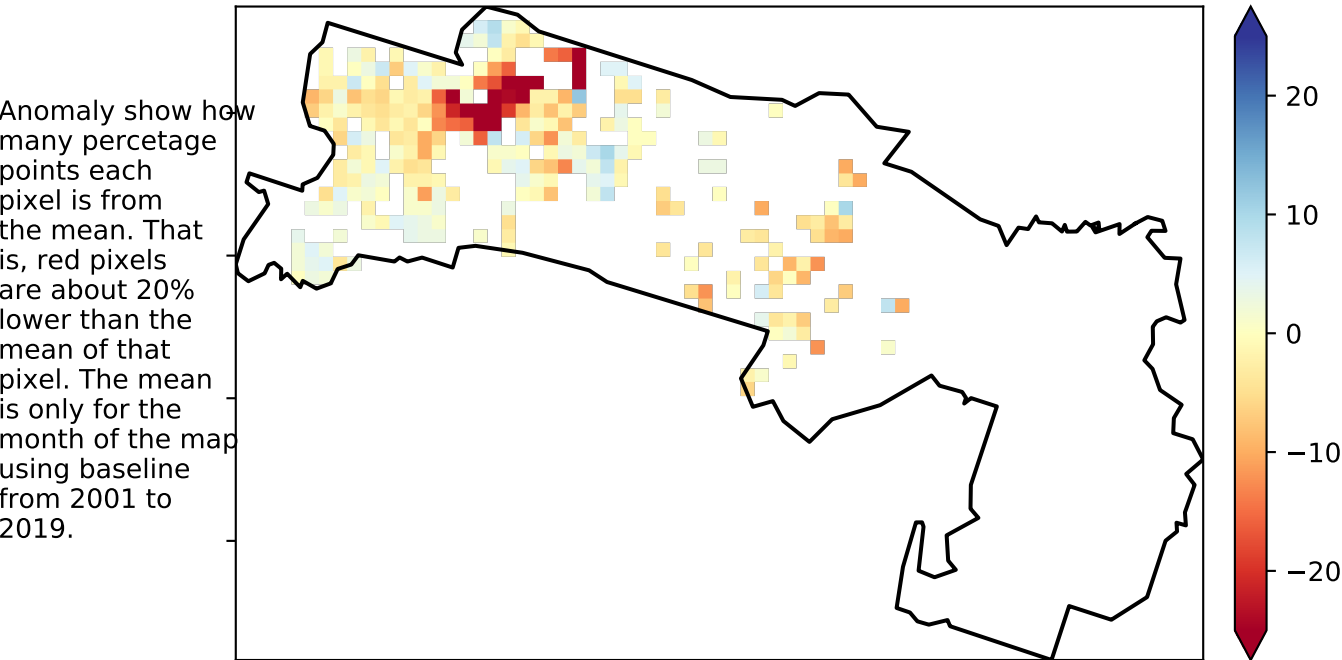 Anomaly show how
many percetage
points each
pixel is from
the mean. That
is, red pixels
are about 20%
lower than the
mean of that
pixel. The mean
is only for the
month of the map
using baseline
from 2001 to
2019.
20
10
0
−10
−20